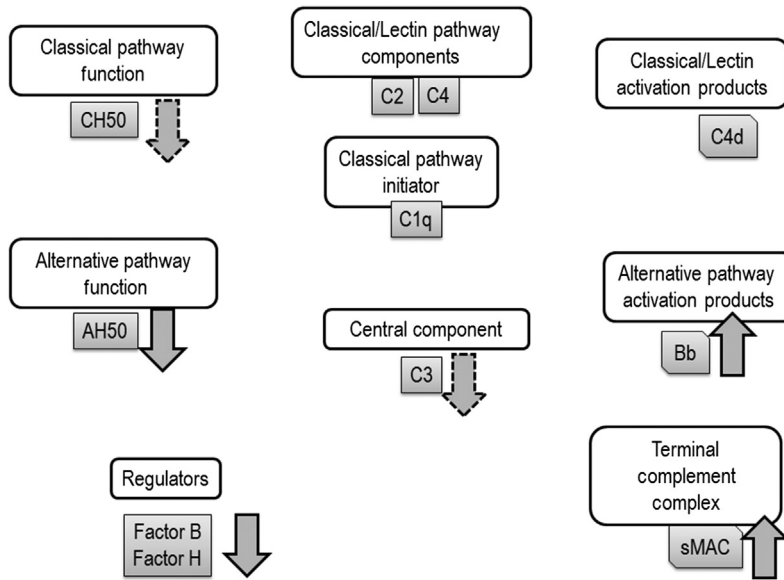 Classical pathway
function
CH50
Classical/Lectin pathway
components
C2 C4
Classical/Lectin
activation products
C4d
Classical pathway
initiator
C1q
Alternative pathway
function
AH50
Central component
C3
Alternative pathway
activation products
Bb
Regulators
Factor B
Factor H
Terminal
complement
complex
sMAC